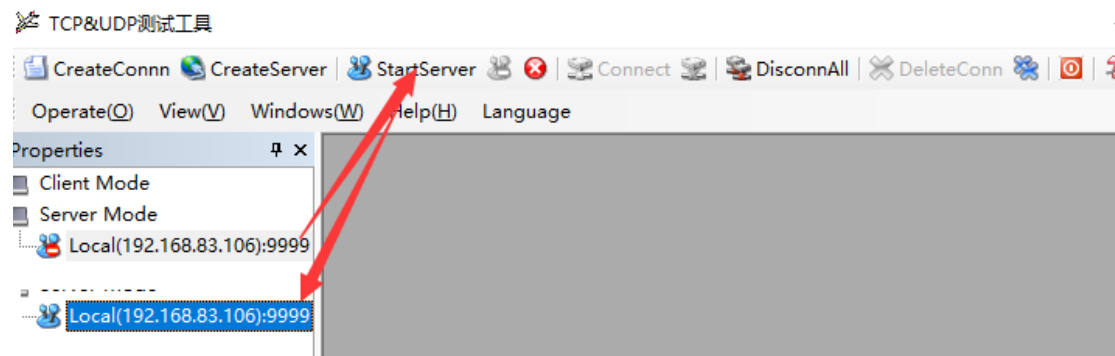 TCP&UDP测试工具
CreateConnn CreateServer StartServer Connect DisconnAll DeleteConn
Operate(O) View(V) Windows(W) Help(H) Language
Properties
Client Mode
Server Mode
Local(192.168.83.106):9999
Local(192.168.83.106):9999